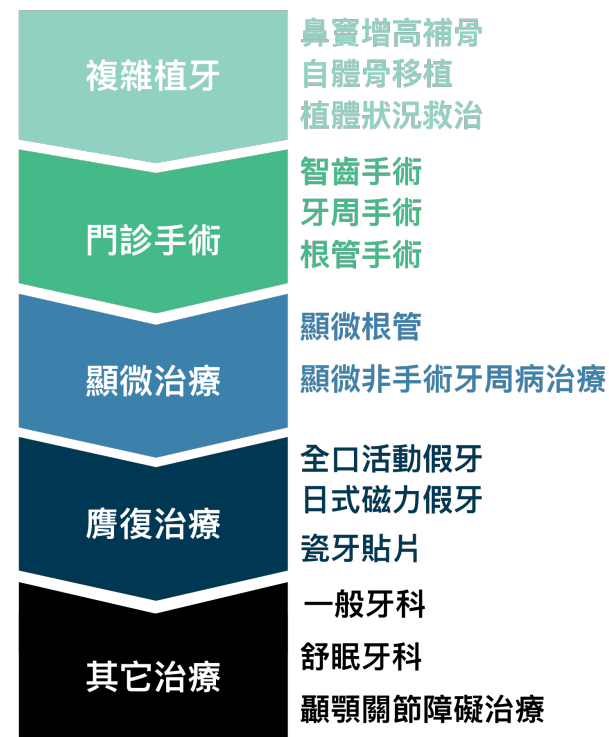 複雜植牙
鼻竇增高補骨
自體骨移植
植體狀況救治
門診手術
智齒手術
牙周手術
根管手術
顯微治療
顯微根管
顯微非手術牙周病治療
膺復治療
全口活動假牙
日式磁力假牙
瓷牙貼片
其它治療
一般牙科
舒眠牙科
顳顎關節障礙治療